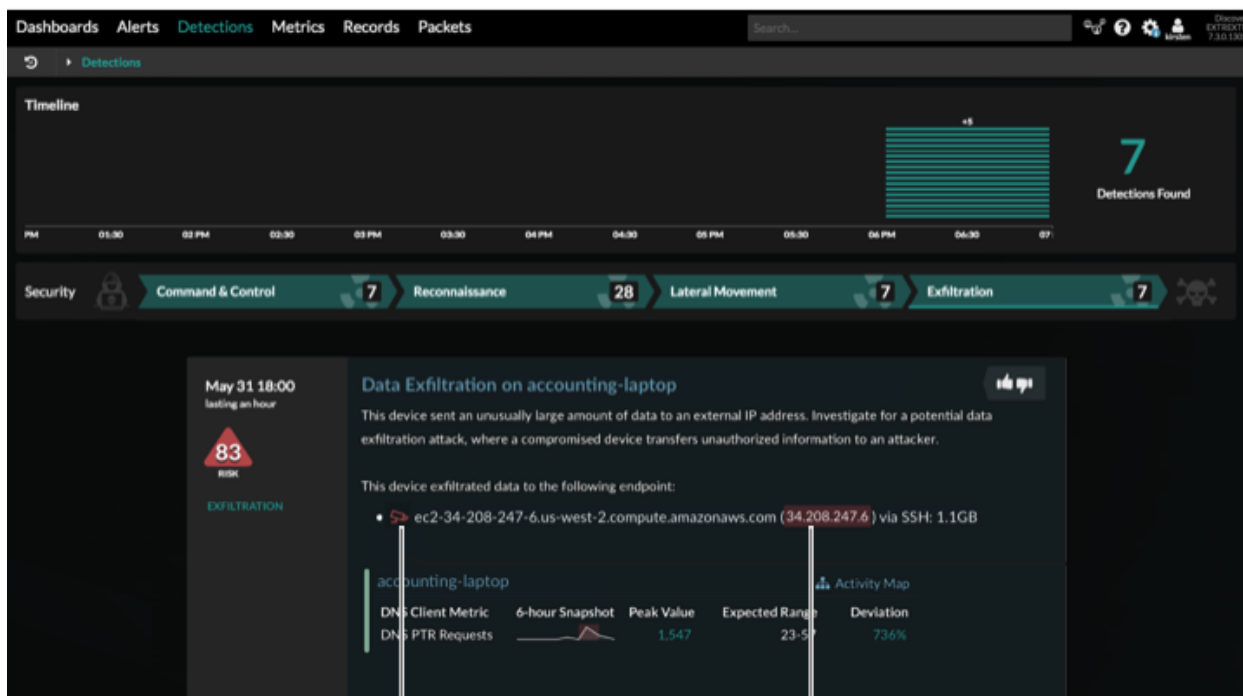 Dashboards Alerts Detections Metrics Records Packets Search...
kirsten
7.3.0.130
Detections
Timeline
+5
7
Detections Found
PM 01:30 02 PM 02:30 03 PM 03:30 04 PM 04:30 05 PM 05:30 06 PM 06:30 07
Security Command & Control 7 Reconnaissance 28 Lateral Movement 7 Exfiltration 7
May 31 18:00
lasting an hour
83
RISK
EXFILTRATION
Data Exfiltration on accounting-laptop
This device sent an unusually large amount of data to an external IP address. Investigate for a potential data
exfiltration attack, where a compromised device transfers unauthorized information to an attacker.
This device exfiltrated data to the following endpoint:
• ec2-34-208-247-6.us-west-2.compute.amazonaws.com (34.208.247.6) via SSH: 1.1GB
accounting-laptop Activity Map
DNS Client Metric 6-hour Snapshot Peak Value Expected Range Deviation
DNS PTR Requests 1,547 736%